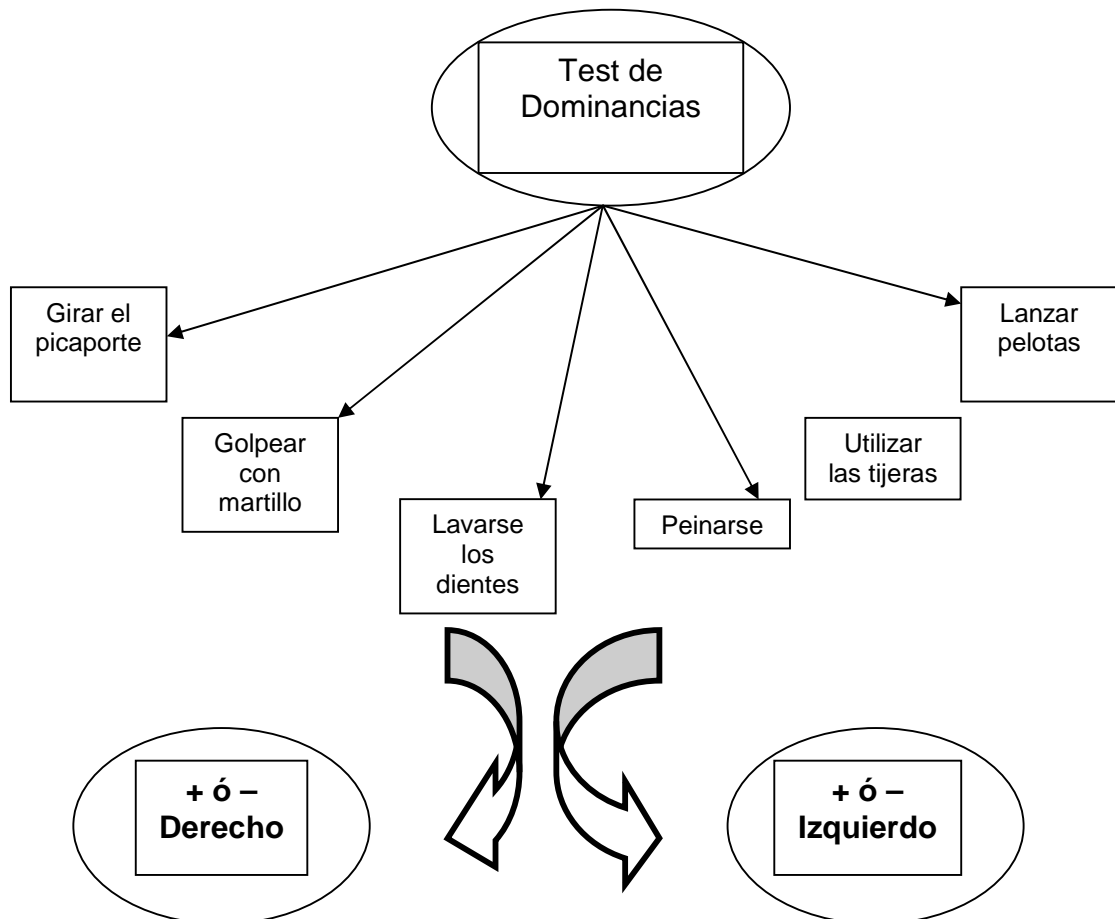 Test de
Dominancias
Girar el
picaporte
Lanzar
pelotas
Golpear
con
martillo
Utilizar
las tijeras
Lavarse
los
dientes
Peinarse
+ ó –
Derecho
+ ó –
Izquierdo